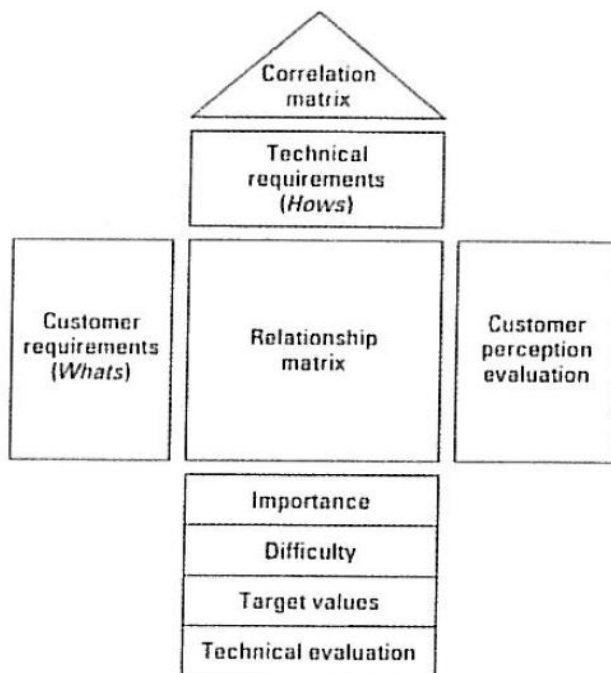 Correlation
matrix
Technical
requirements
(Hows)
Customer
requirements
(Whats)
Relationship
matrix
Customer
perception
evaluation
Importance
Difficulty
Target values
Technical evaluation